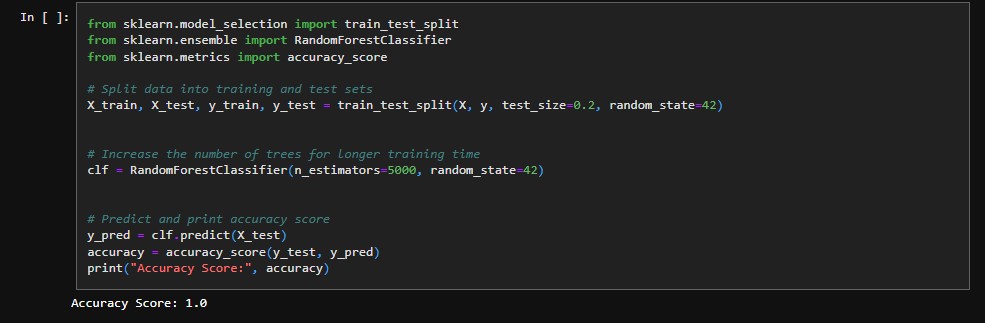 In [ ]:
from sklearn.model_selection import train_test_split
from sklearn.ensemble import RandomForestClassifier
from sklearn.metrics import accuracy_score
# Split data into training and test sets
X_train, X_test, y_train, y_test = train_test_split(X, y, test_size=0.2, random_state=42)
# Increase the number of trees for longer training time
clf = RandomForestClassifier(n_estimators=5000, random_state=42)
# Predict and print accuracy score
y_pred = clf.predict(X_test)
accuracy = accuracy_score(y_test, y_pred)
print("Accuracy Score:", accuracy)
Accuracy Score: 1.0